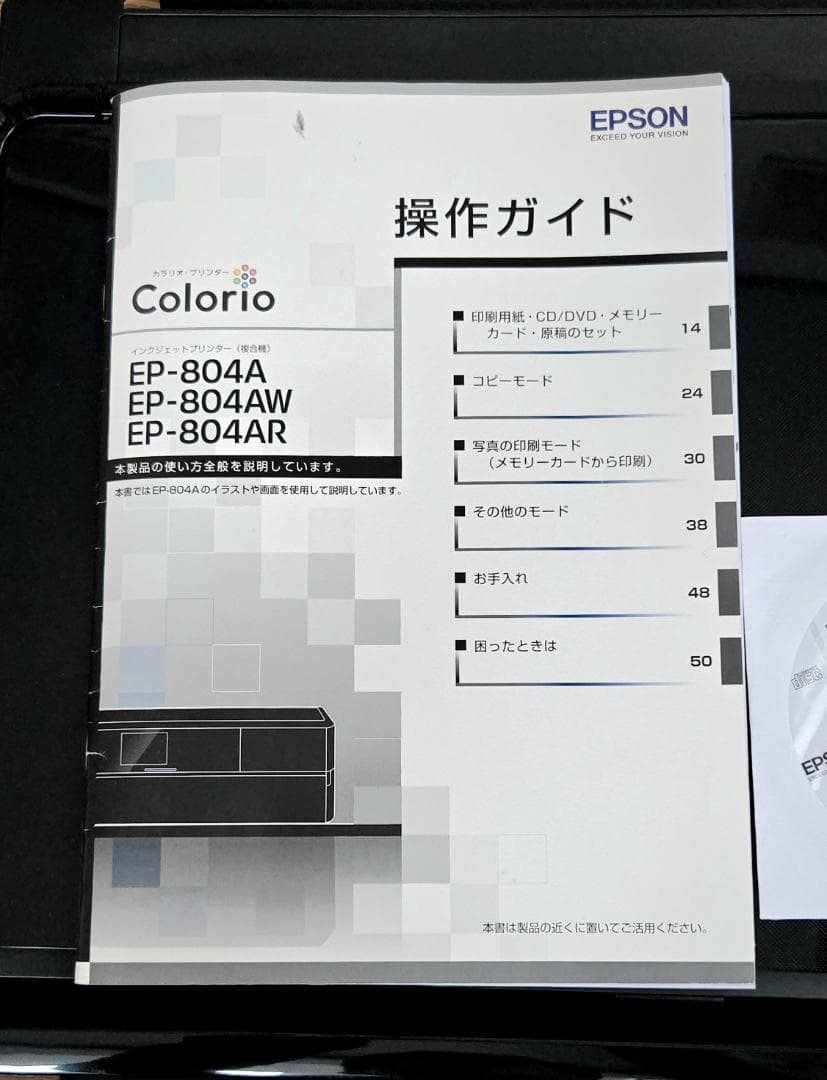 EPSON
EXCEED YOUR VISION
操作ガイド
カラリオ・プリンター
Colorio
インクジェットプリンター（複合機）
EP-804A
EP-804AW
EP-804AR
本製品の使い方全般を説明しています。
本書ではEP-804Aのイラストや画面を使用して説明しています。
■ 印刷用紙・CD/DVD・メモリー
カード・原稿のセット 14
■ コピーモード 24
■ 写真の印刷モード
（メモリーカードから印刷） 30
■ その他のモード 38
■ お手入れ 48
■ 困ったときは 50
本書は製品の近くに置いてご活用ください。
disc